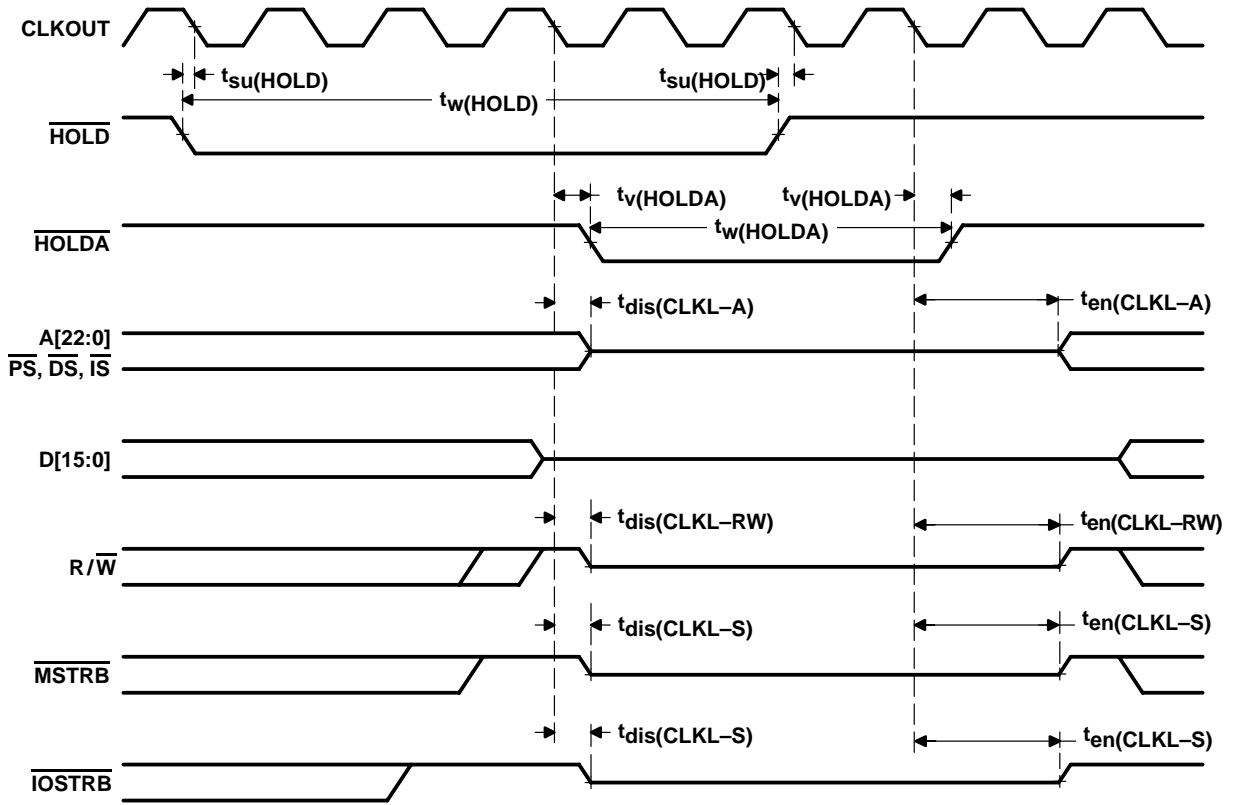 CLKOUT
tsu(HOLD)
tsu(HOLD)
tw(HOLD)
HOLD
tv(HOLDA)
tv(HOLDA)
tw(HOLDA)
HOLDA
tdis(CLKL–A)
ten(CLKL–A)
A[22:0]
PS, DS, IS
D[15:0]
tdis(CLKL–RW)
ten(CLKL–RW)
R/W
tdis(CLKL–S)
ten(CLKL–S)
MSTRB
tdis(CLKL–S)
ten(CLKL–S)
IOSTRB